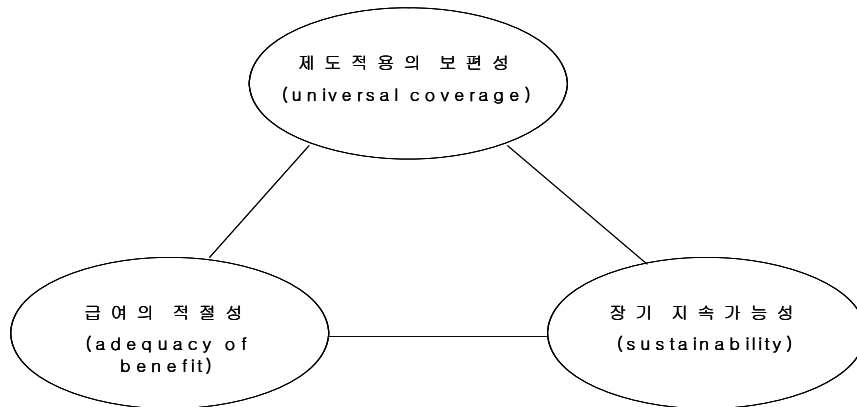 제도적용의 보편성
(universal coverage)
급여의 적절성
(adequacy of
benefit)
장기 지속가능성
(sustainability)